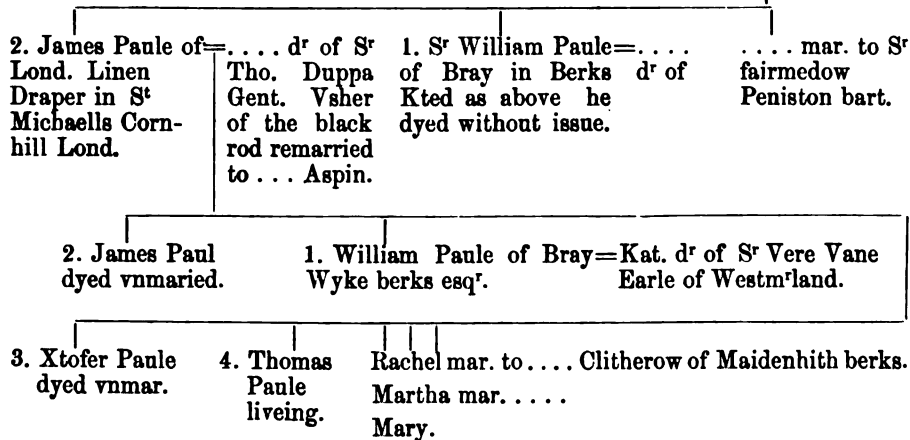 2. James Paule of=. . . . dʳ of Sʳ
Lond. Linen
Draper in Sᵗ
Michaells Corn-
hill Lond.
Tho. Duppa
Gent. Vsher
of the black
rod remarried
to . . . Aspin.
1. Sʳ William Paule=. . . .
of Bray in Berks dʳ of
Kted as above he
dyed without issue.
. . . . mar. to Sʳ
fairmedow
Peniston bart.
2. James Paul
dyed vnmaried.
1. William Paule of Bray=Kat. dʳ of Sʳ Vere Vane
Wyke berks esqʳ.
Earle of Westmʳland.
3. Xtofer Paule
dyed vnmar.
4. Thomas
Paule
liveing.
Rachel mar. to . . . . Clitherow of Maidenhith berks.
Martha mar. . . . .
Mary.